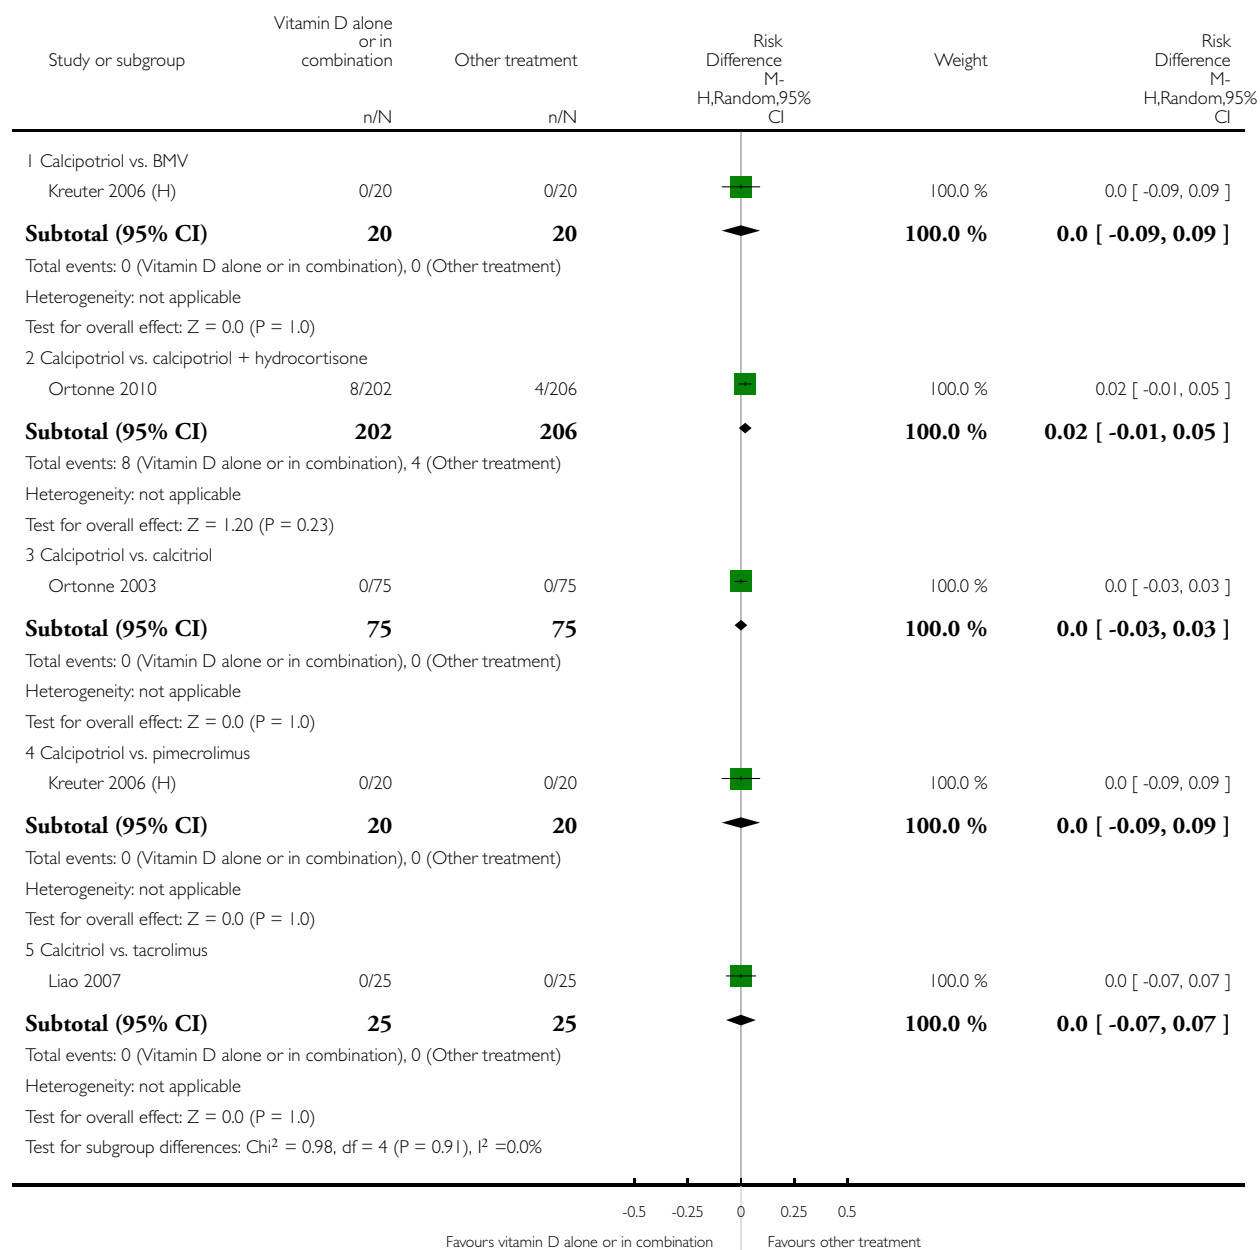 Study or subgroup
Vitamin D alone
or in
combination
Other treatment
Risk
Difference
M-
H,Random,95%
CI
Weight
Risk
Difference
M-
H,Random,95%
CI
n/N n/N
1 Calcipotriol vs. BMV
Kreuter 2006 (H) 0/20 0/20 100.0 % 0.0 [ -0.09, 0.09 ]
Subtotal (95% CI) 20 20 100.0 % 0.0 [ -0.09, 0.09 ]
Total events: 0 (Vitamin D alone or in combination), 0 (Other treatment)
Heterogeneity: not applicable
Test for overall effect: Z = 0.0 (P = 1.0)
2 Calcipotriol vs. calcipotriol + hydrocortisone
Ortonne 2010 8/202 4/206 100.0 % 0.02 [ -0.01, 0.05 ]
Subtotal (95% CI) 202 206 100.0 % 0.02 [ -0.01, 0.05 ]
Total events: 8 (Vitamin D alone or in combination), 4 (Other treatment)
Heterogeneity: not applicable
Test for overall effect: Z = 1.20 (P = 0.23)
3 Calcipotriol vs. calcitriol
Ortonne 2003 0/75 0/75 100.0 % 0.0 [ -0.03, 0.03 ]
Subtotal (95% CI) 75 75 100.0 % 0.0 [ -0.03, 0.03 ]
Total events: 0 (Vitamin D alone or in combination), 0 (Other treatment)
Heterogeneity: not applicable
Test for overall effect: Z = 0.0 (P = 1.0)
4 Calcipotriol vs. pimecrolimus
Kreuter 2006 (H) 0/20 0/20 100.0 % 0.0 [ -0.09, 0.09 ]
Subtotal (95% CI) 20 20 100.0 % 0.0 [ -0.09, 0.09 ]
Total events: 0 (Vitamin D alone or in combination), 0 (Other treatment)
Heterogeneity: not applicable
Test for overall effect: Z = 0.0 (P = 1.0)
5 Calcitriol vs. tacrolimus
Liao 2007 0/25 0/25 100.0 % 0.0 [ -0.07, 0.07 ]
Subtotal (95% CI) 25 25 100.0 % 0.0 [ -0.07, 0.07 ]
Total events: 0 (Vitamin D alone or in combination), 0 (Other treatment)
Heterogeneity: not applicable
Test for overall effect: Z = 0.0 (P = 1.0)
Test for subgroup differences: Chi² = 0.98, df = 4 (P = 0.91), I² =0.0%
-0.5 -0.25 0 0.25 0.5
Favours vitamin D alone or in combination Favours other treatment